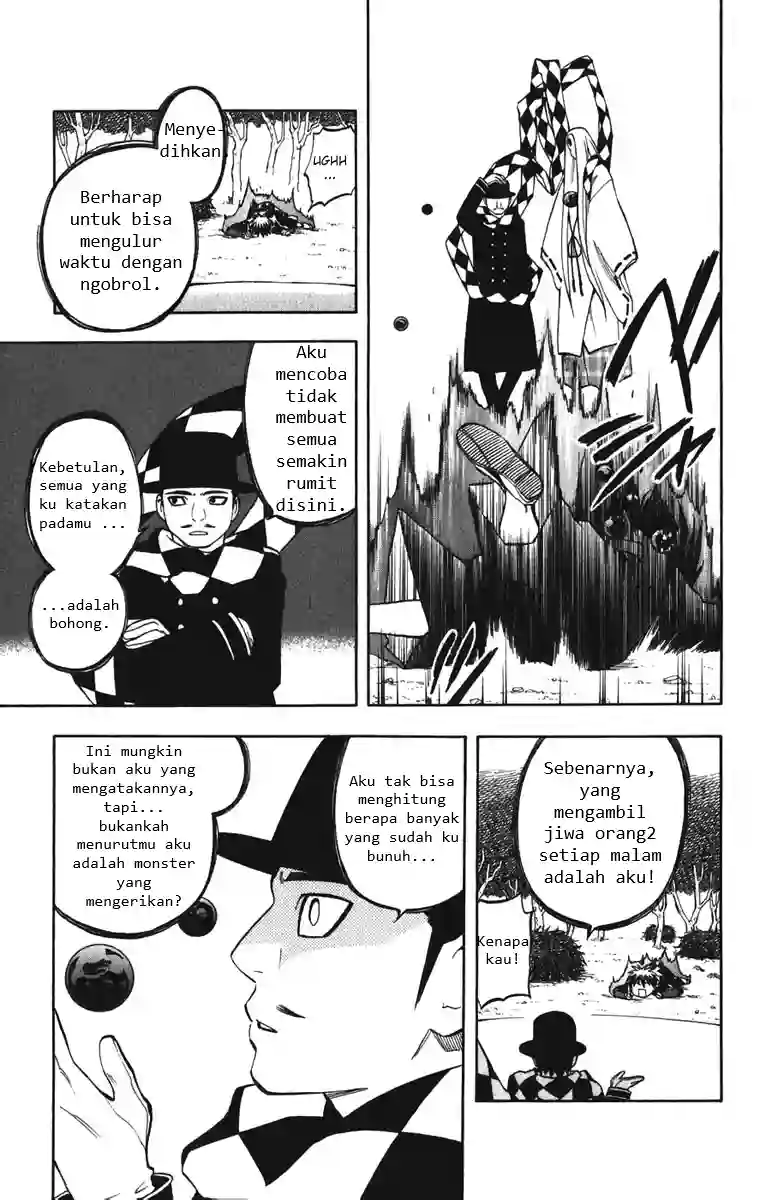 Menye-
dihkan.
UGHH
...
Berharap
untuk bisa
mengulur
waktu dengan
ngobrol.
Aku
mencoba
tidak
membuat
semua
semakin
rumit
disini.
Kebetulan,
semua yang
ku katakan
padamu ...
...adalah
bohong.
Sebenarnya,
yang
mengambil
jiwa orang2
setiap malam
adalah aku!
Kenapa
kau!
Aku tak bisa
menghitung
berapa banyak
yang sudah ku
bunuh...
Ini mungkin
bukan aku yang
mengatakannya,
tapi...
bukankah
menurutmu aku
adalah monster
yang
mengerikan?